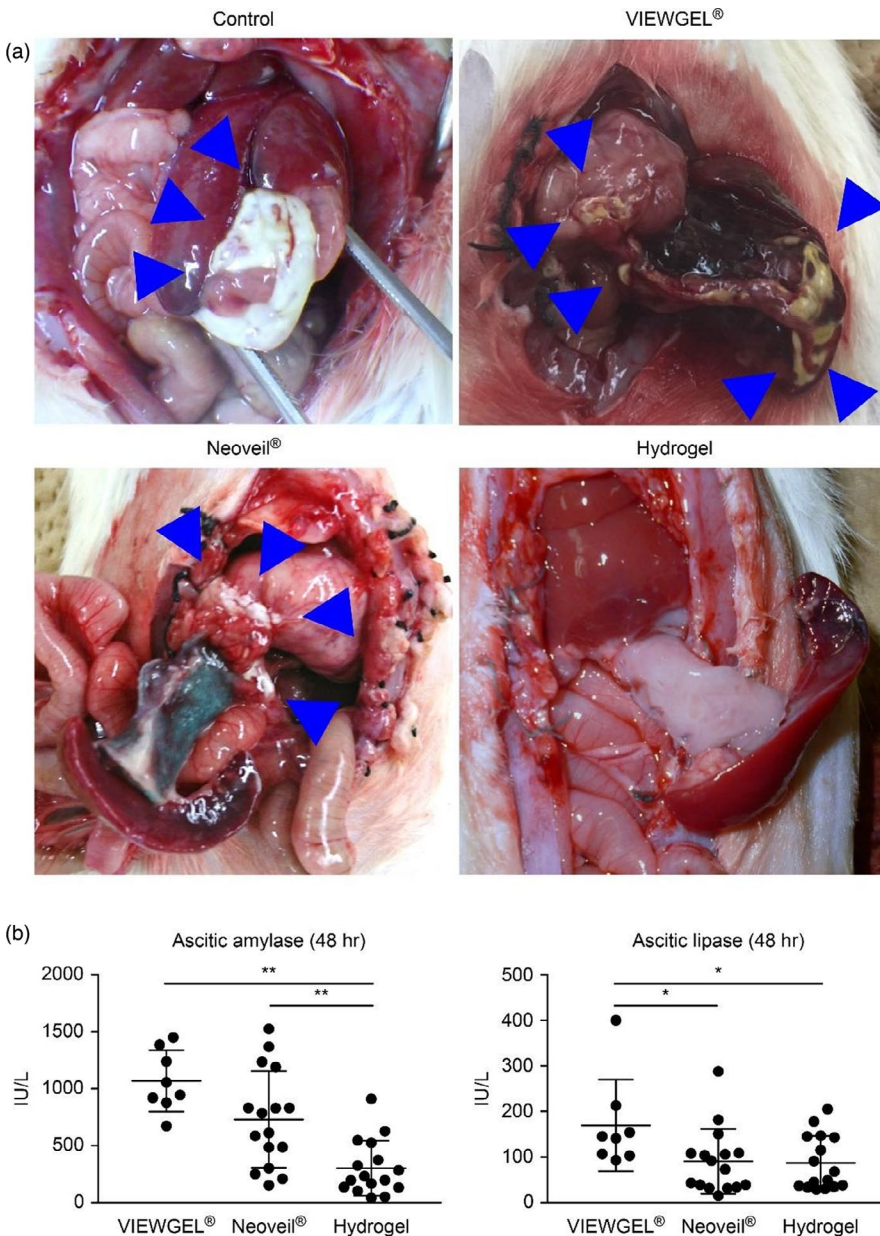 Control
VIEWGEL®
(a)
Neoveil®
Hydrogel
(b)
Ascitic amylase (48 hr)
Ascitic lipase (48 hr)
2000
1500
1000
500
0
IU/L
**
**
VIEWGEL®
Neoveil®
Hydrogel
500
400
300
200
100
0
IU/L
*
*
VIEWGEL®
Neoveil®
Hydrogel